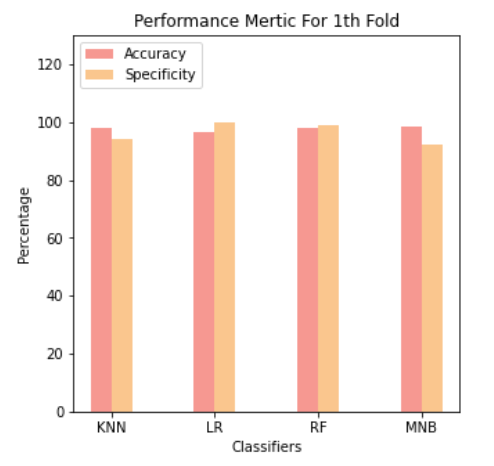 Performance Mertic For 1th Fold
Accuracy
Specificity
120
100
80
60
40
20
0
Percentage
KNN LR RF MNB
Classifiers